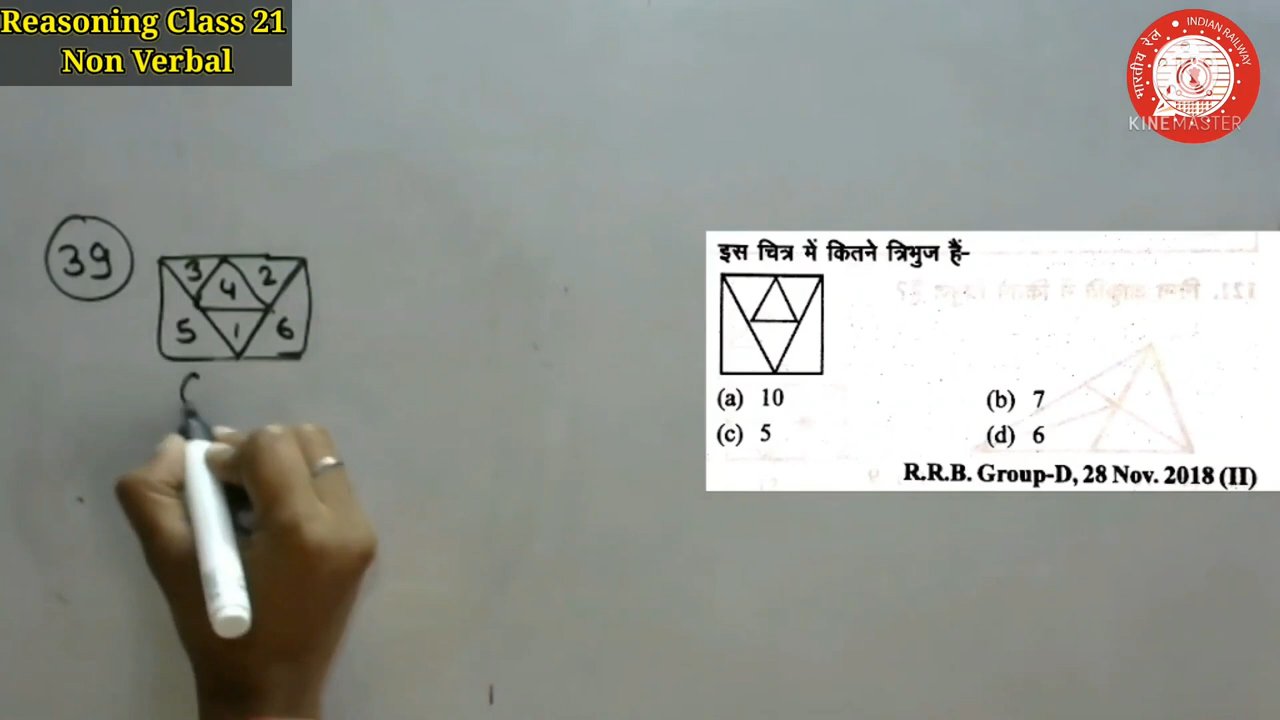 Reasoning Class 21
Non Verbal
भारतीय रेल
INDIAN RAILWAY
KINEMASTER
39
3 4 2
5 1 6
इस चित्र में कितने त्रिभुज हैं-
(a) 10 (b) 7
(c) 5 (d) 6
R.R.B. Group-D, 28 Nov. 2018 (II)